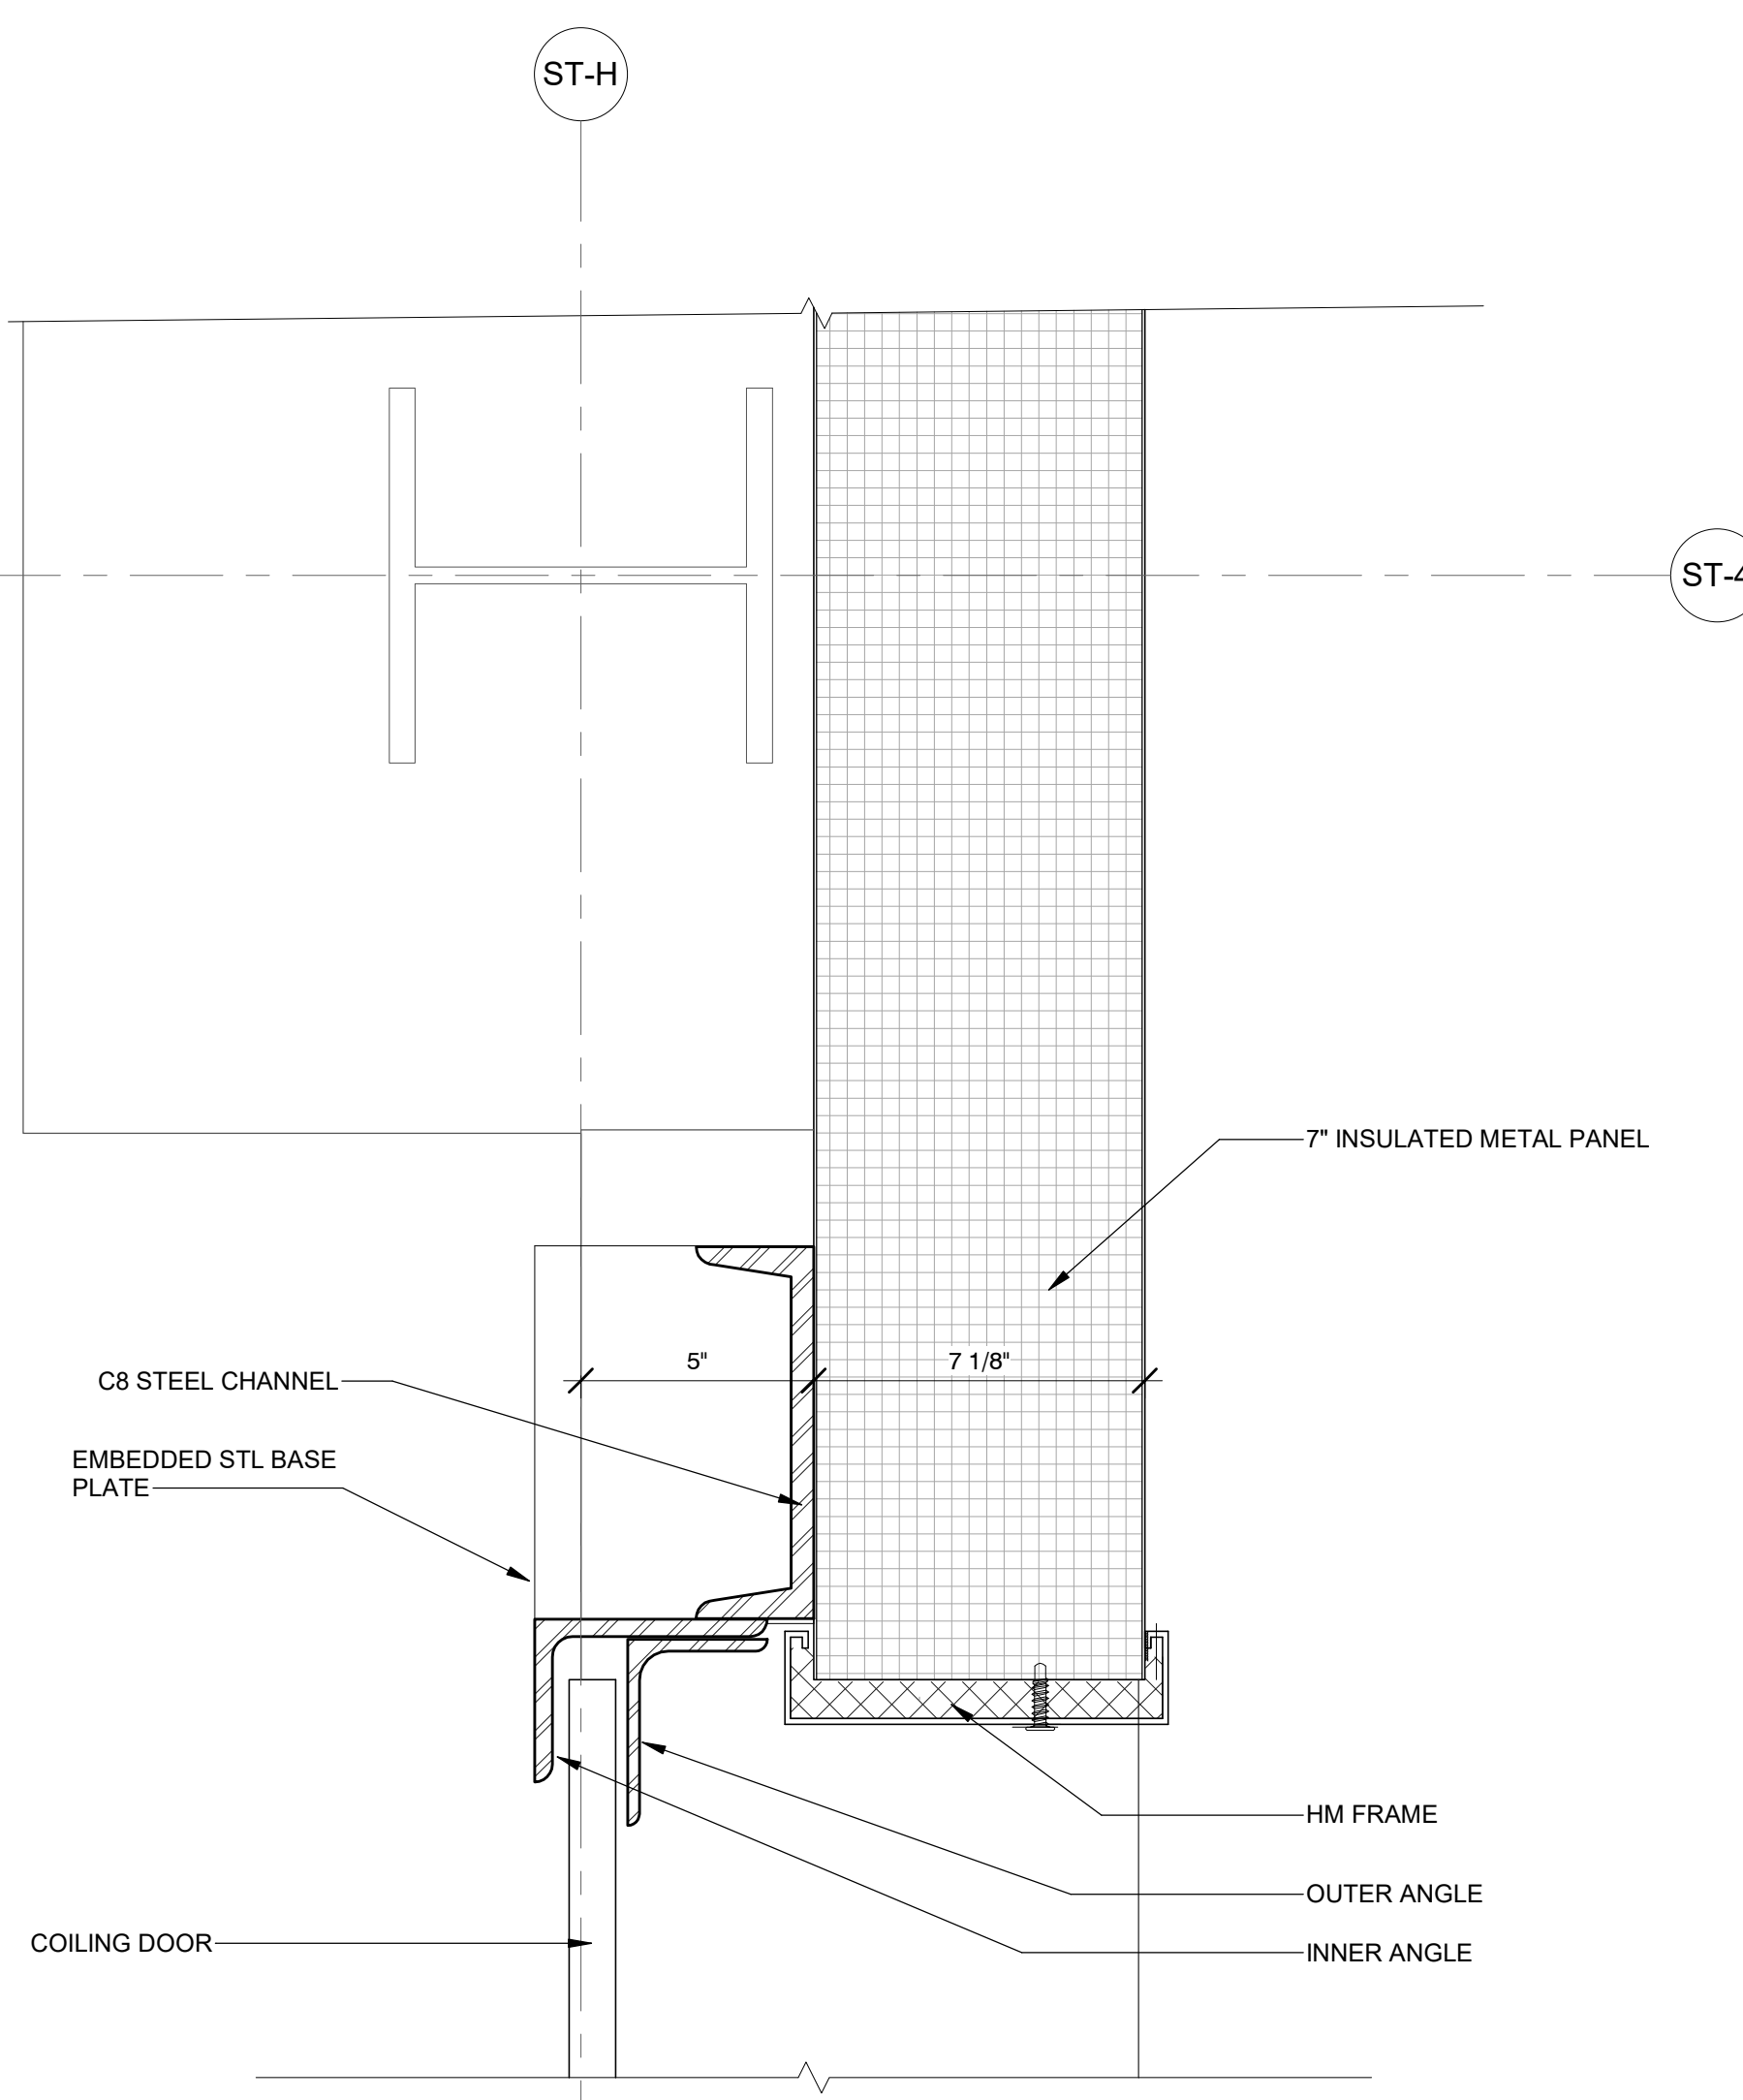 ST-H
ST-4
7" INSULATED METAL PANEL
5"
7 1/8"
C8 STEEL CHANNEL
EMBEDDED STL BASE
PLATE
HM FRAME
OUTER ANGLE
COILING DOOR
INNER ANGLE